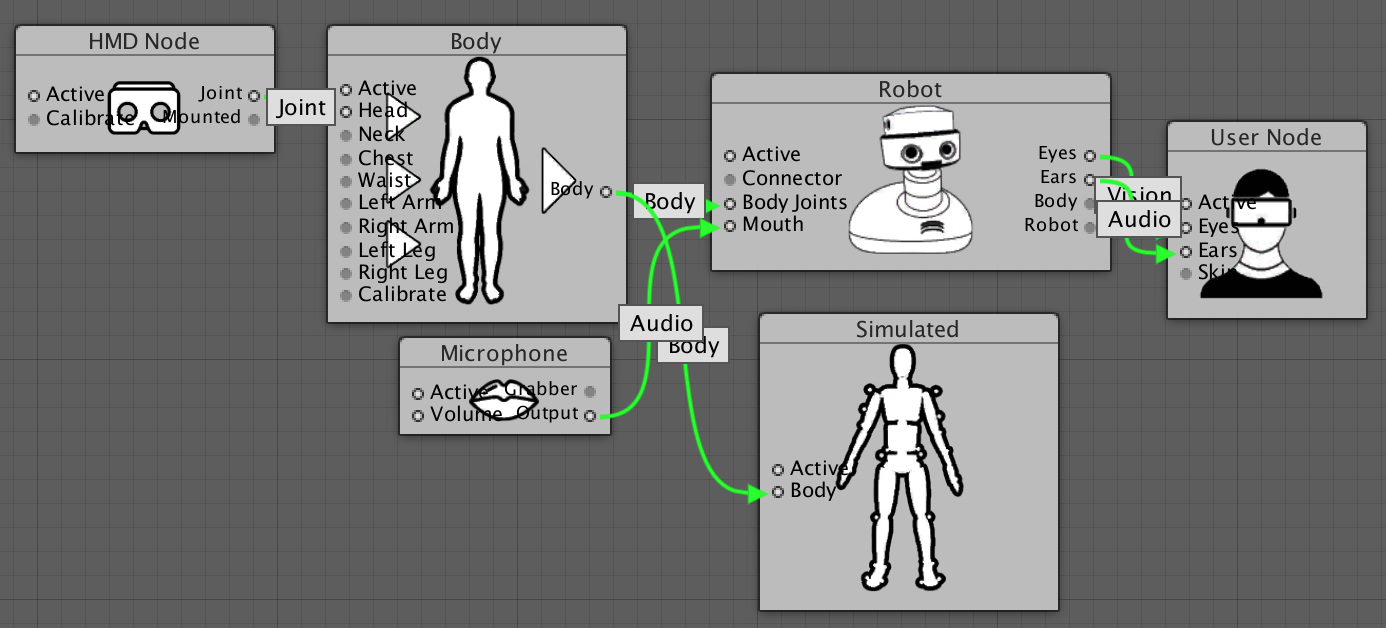 HMD Node
Active
Calibrate
Joint
Mounted
Joint
Body
Active
Head
Neck
Chest
Waist
Left Arm
Right Arm
Left Leg
Right Leg
Calibrate
Body
Body
Microphone
Active
Volume
Grabber
Output
Audio
Body
Robot
Active
Connector
Body Joints
Mouth
Eyes
Ears
Body
Robot
Vision
Audio
Simulated
Active
Body
User Node
Active
Eyes
Ears
Skin